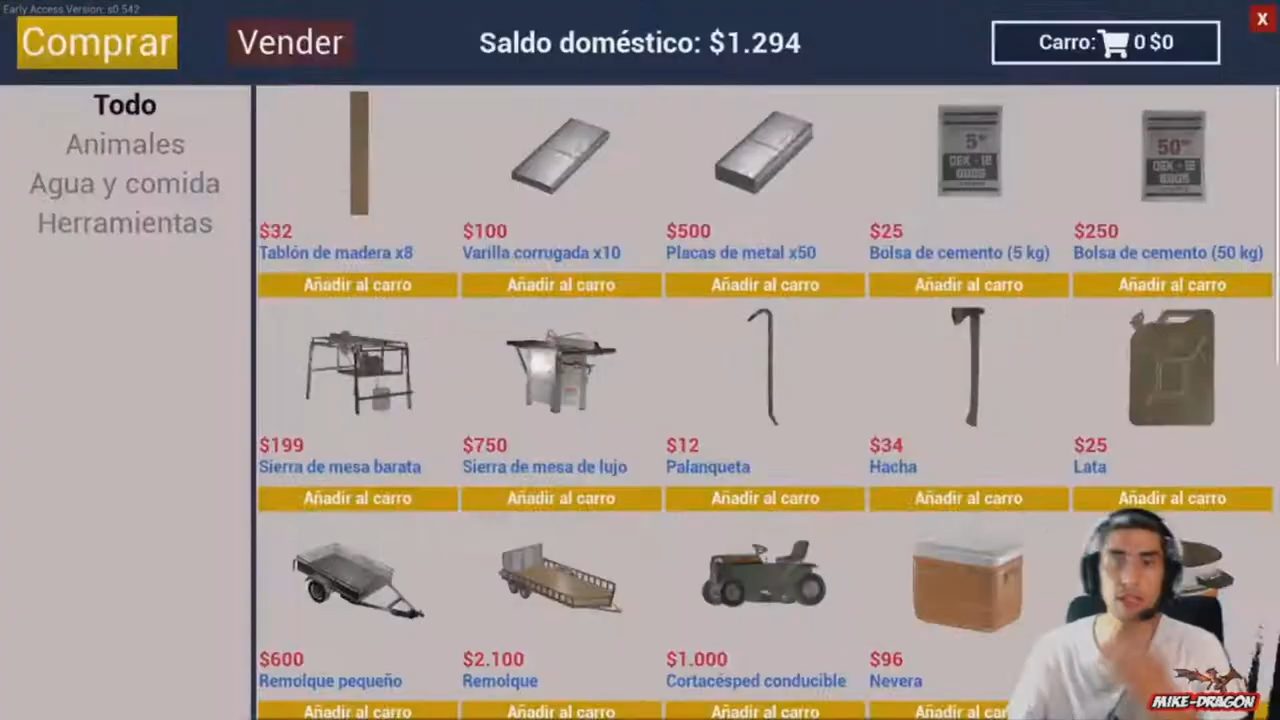 Early Access Version: s0.542
Comprar
Vender
Saldo doméstico: $1.294
Carro: 0 $0
X
Todo
Animales
Agua y comida
Herramientas
$32
Tablón de madera x8
Añadir al carro
$100
Varilla corrugada x10
Añadir al carro
$500
Placas de metal x50
Añadir al carro
5
$25
Bolsa de cemento (5 kg)
Añadir al carro
50
$250
Bolsa de cemento (50 kg)
Añadir al carro
$199
Sierra de mesa barata
Añadir al carro
$750
Sierra de mesa de lujo
Añadir al carro
$12
Palanqueta
Añadir al carro
$34
Hacha
Añadir al carro
$25
Lata
Añadir al carro
$600
Remolque pequeño
Añadir al carro
$2.100
Remolque
Añadir al carro
$1.000
Cortacésped conducible
Añadir al carro
$96
Nevera
Añadir al car
MIKE-DRAGON